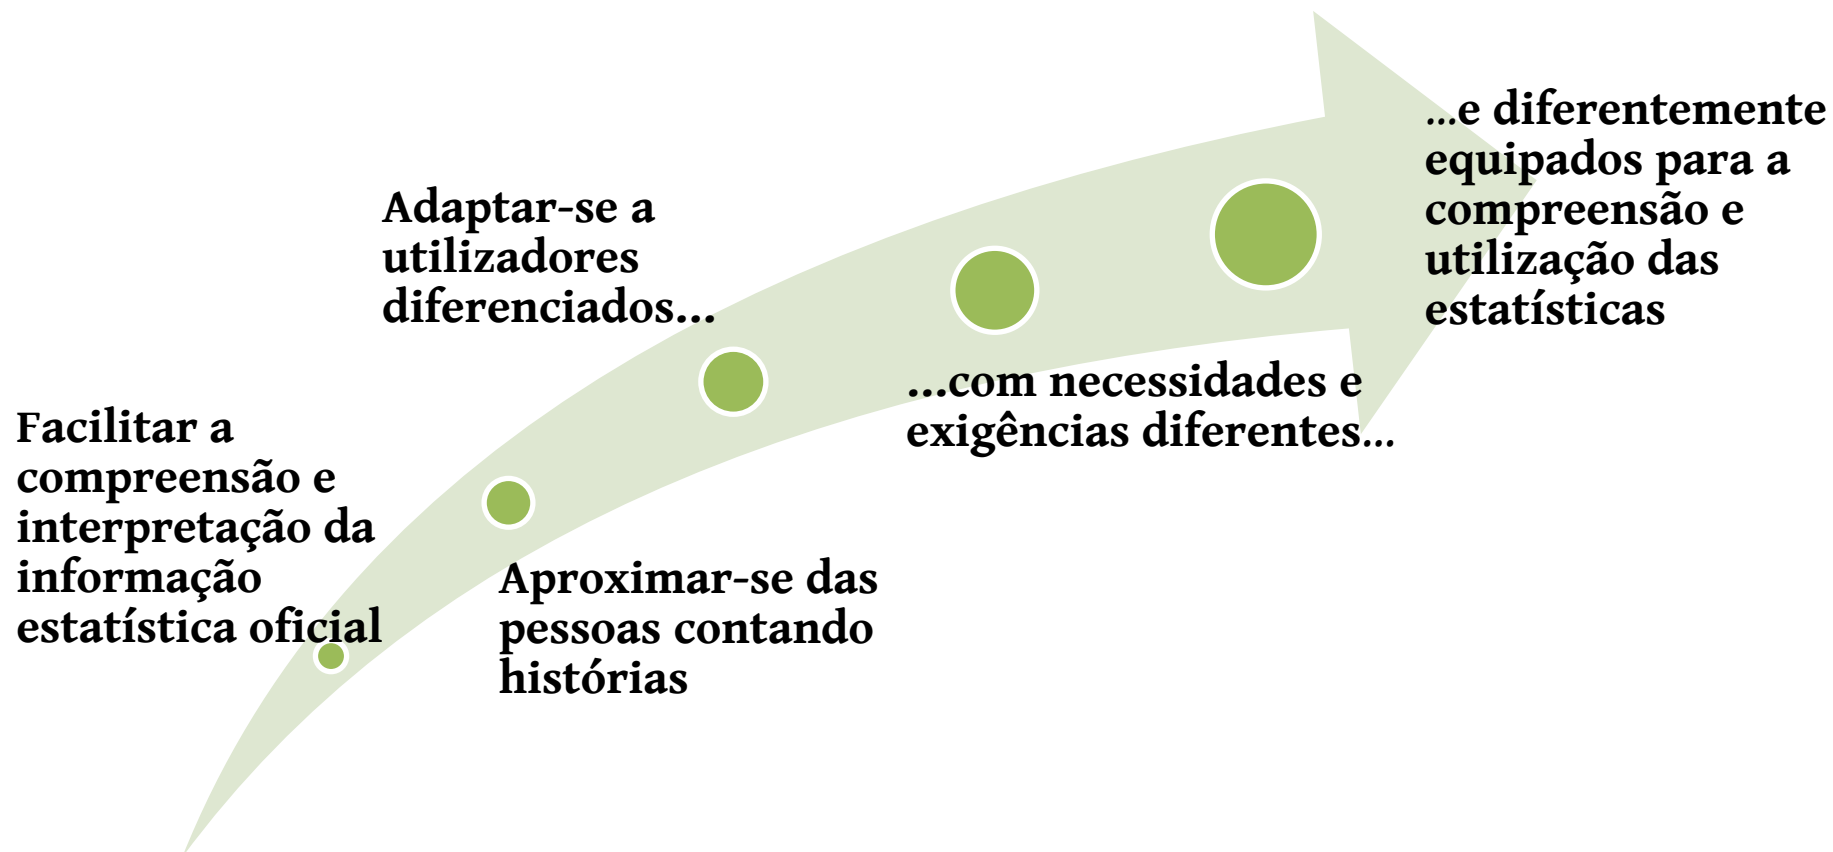 Facilitar a
compreensão e
interpretação da
informação
estatística oficial
Aproximar-se das
pessoas contando
histórias
Adaptar-se a
utilizadores
diferenciados...
...com necessidades e
exigências diferentes...
...e diferentemente
equipados para a
compreensão e
utilização das
estatísticas